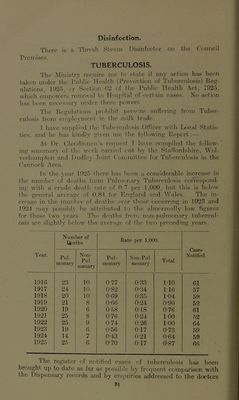 Disinfection.
There is a Thresh Steam Disinfector on the Council
Premises.
TUBERCULOSIS.
The Ministry require me to state if any action has been
taken under the Public Health (Prevention of Tuberculosis) Reg-
ulations, 1925, or Section 62 of the Public Health Act, 1925,
which empowers removal to Hospital of certain cases. No action
has been necessary under these powers.
The Regulations prohibit persons suffering from Tuber-
culosis from employment in the milk trade.
I have supplied the Tuberculosis Officer with Local Statis-
tics, and he has kindly given me the following Report:—
At Dr. Clendinnen's request I have compiled the follow-
ing summary of the work carried out by the Staffordshire, Wol-
verhampton and Dudley Joint Committee for Tuberculosis in the
Cannock Area.
In the year 1925 there has been a considerable increase in
the number of deaths from Pulmonary Tuberculosis correspond-
ing with a crude death rate of 0.7 per 1,000, but this is below
the general average of 0.84 for England and Wales. The in-
crease in the number of deaths over those occurring in 1923 and
1924 may possibly be attributed to the abnormally low figures
for those two years. The deaths from non-pulmonary tubercul-
osis are slightly below the average of the two preceding years.
Number of Deaths Rate per 1,000.
Year. Pul-monary Non-Pul-monary Pul-monary Non-Pul-monary Total Cases Notified.
1916 23 10 0·77 0·33 1·10 61
1917 24 10 0·82 0·34 1·16 57
1918 20 10 0·69 0·35 1·04 59
1919 21 8 0·66 0·24 0·90 52
1920 19 6 0·58 0·18 0·76 61
1921 25 8 0·76 0·24 1·00 52
1922 25 9 0·74 0·26 1·00 64
1923 19 6 0·56 0·17 0·73 59
1924 14 7 0·43 0·21 0·64 59
1925 25 6 0·70 0·17 0·87 66
The register of notified cases of tuberculosis has been
brought up to date as far as possible by frequent comparison with
the Dispensary records and by enquiries addressed to the doctors